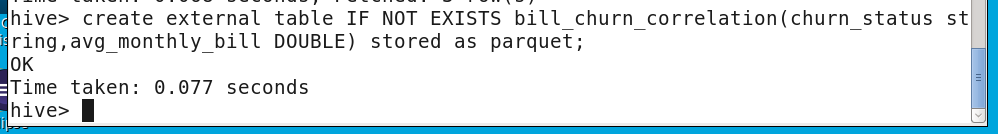 hive> create external table IF NOT EXISTS bill_churn_correlation(churn_status st
ring,avg_monthly_bill DOUBLE) stored as parquet;
OK
Time taken: 0.077 seconds
hive>